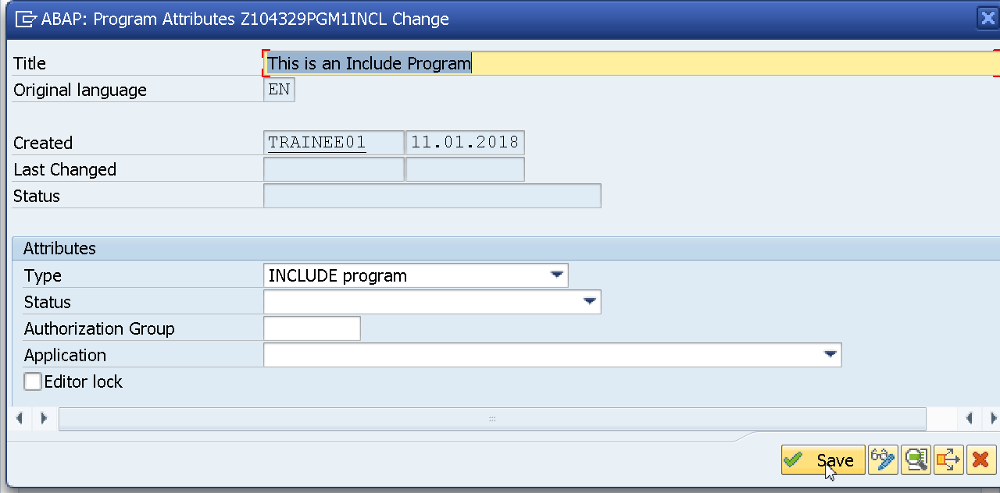 ABAP: Program Attributes Z104329PGM1INCL Change
Title This is an Include Program
Original language EN
Created TRAINEE01 11.01.2018
Last Changed
Status
Attributes
Type INCLUDE program
Status
Authorization Group
Application
Editor lock
Save